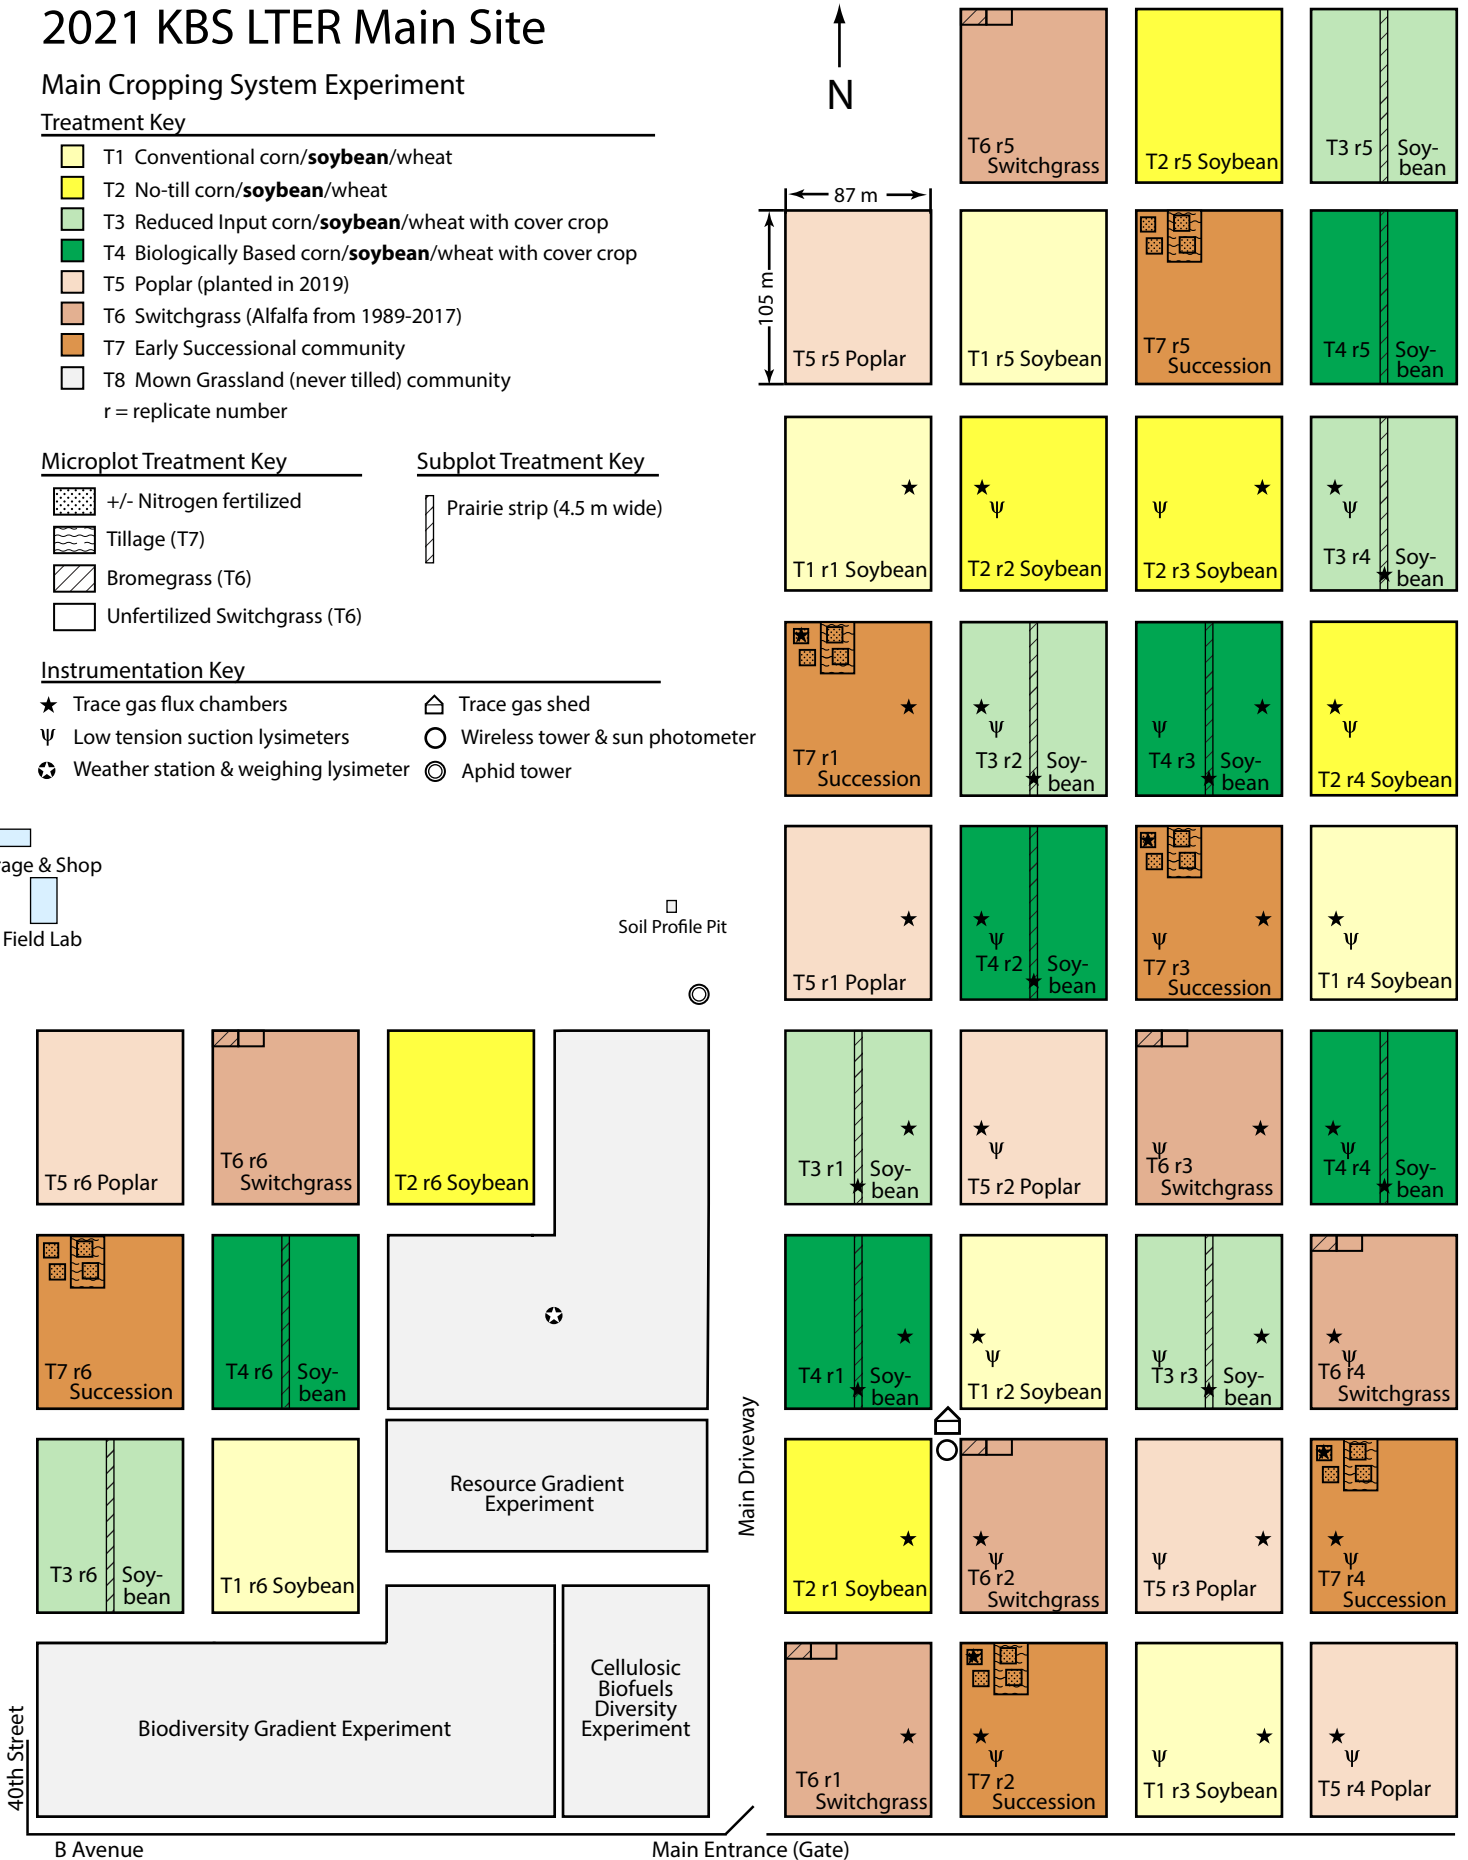 2021 KBS LTER Main Site
Main Cropping System Experiment
Treatment Key
T1 Conventional corn/soybean/wheat
T2 No-till corn/soybean/wheat
T3 Reduced Input corn/soybean/wheat with cover crop
T4 Biologically Based corn/soybean/wheat with cover crop
T5 Poplar (planted in 2019)
T6 Switchgrass (Alfalfa from 1989-2017)
T7 Early Successional community
T8 Mown Grassland (never tilled) community
r = replicate number
Microplot Treatment Key
+/- Nitrogen fertilized
Tillage (T7)
Bromegrass (T6)
Unfertilized Switchgrass (T6)
Subplot Treatment Key
Prairie strip (4.5 m wide)
Instrumentation Key
Trace gas flux chambers
Low tension suction lysimeters
Weather station & weighing lysimeter
Trace gas shed
Wireless tower & sun photometer
Aphid tower
N
87 m
105 m
T6 r5
Switchgrass
T2 r5 Soybean
T3 r5 Soy-
bean
T5 r5 Poplar
T1 r5 Soybean
T7 r5
Succession
T4 r5 Soy-
bean
T1 r1 Soybean
T2 r2 Soybean
T2 r3 Soybean
T3 r4 Soy-
bean
T7 r1
Succession
T3 r2 Soy-
bean
T4 r3 Soy-
bean
T2 r4 Soybean
age & Shop
Field Lab
Soil Profile Pit
T5 r1 Poplar
T4 r2 Soy-
bean
T7 r3
Succession
T1 r4 Soybean
T5 r6 Poplar
T6 r6
Switchgrass
T2 r6 Soybean
T3 r1 Soy-
bean
T5 r2 Poplar
T6 r3
Switchgrass
T4 r4 Soy-
bean
T7 r6
Succession
T4 r6 Soy-
bean
T4 r1 Soy-
bean
T1 r2 Soybean
T3 r3 Soy-
bean
T6 r4
Switchgrass
Main Driveway
Resource Gradient
Experiment
T3 r6 Soy-
bean
T1 r6 Soybean
T2 r1 Soybean
T6 r2
Switchgrass
T5 r3 Poplar
T7 r4
Succession
Biodiversity Gradient Experiment
Cellulosic
Biofuels
Diversity
Experiment
T6 r1
Switchgrass
T7 r2
Succession
T1 r3 Soybean
T5 r4 Poplar
40th Street
B Avenue
Main Entrance (Gate)